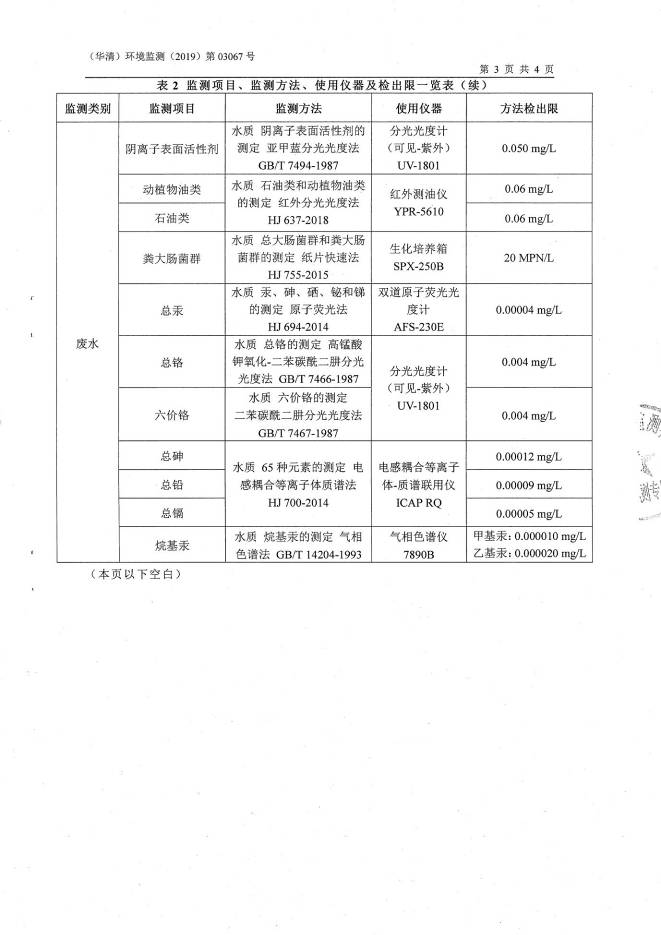 （华清）环境监测（2019）第 03067 号
第 3 页 共 4 页
表 2 监测项目、监测方法、使用仪器及检出限一览表（续）
监测类别 监测项目 监测方法 使用仪器 方法检出限
废水
阴离子表面活性剂
水质 阴离子表面活性剂的
测定 亚甲蓝分光光度法
GB/T 7494-1987
分光光度计
（可见-紫外）
UV-1801
0.050 mg/L
动植物油类
石油类
水质 石油类和动植物油类
的测定 红外分光光度法
HJ 637-2018
红外测油仪
YPR-5610
0.06 mg/L
0.06 mg/L
粪大肠菌群
水质 总大肠菌群和粪大肠
菌群的测定 纸片快速法
HJ 755-2015
生化培养箱
SPX-250B
20 MPN/L
总汞
水质 汞、砷、硒、铋和锑
的测定 原子荧光法
HJ 694-2014
双道原子荧光光
度计
AFS-230E
0.00004 mg/L
总铬
水质 总铬的测定 高锰酸
钾氧化-二苯碳酰二肼分光
光度法 GB/T 7466-1987
分光光度计
（可见-紫外）
UV-1801
0.004 mg/L
六价铬
水质 六价铬的测定
二苯碳酰二肼分光光度法
GB/T 7467-1987
0.004 mg/L
总砷
总铅
总镉
水质 65 种元素的测定 电
感耦合等离子体质谱法
HJ 700-2014
电感耦合等离子
体-质谱联用仪
ICAP RQ
0.00012 mg/L
0.00009 mg/L
0.00005 mg/L
烷基汞
水质 烷基汞的测定 气相
色谱法 GB/T 14204-1993
气相色谱仪
7890B
甲基汞: 0.000010 mg/L
乙基汞: 0.000020 mg/L
（本页以下空白）